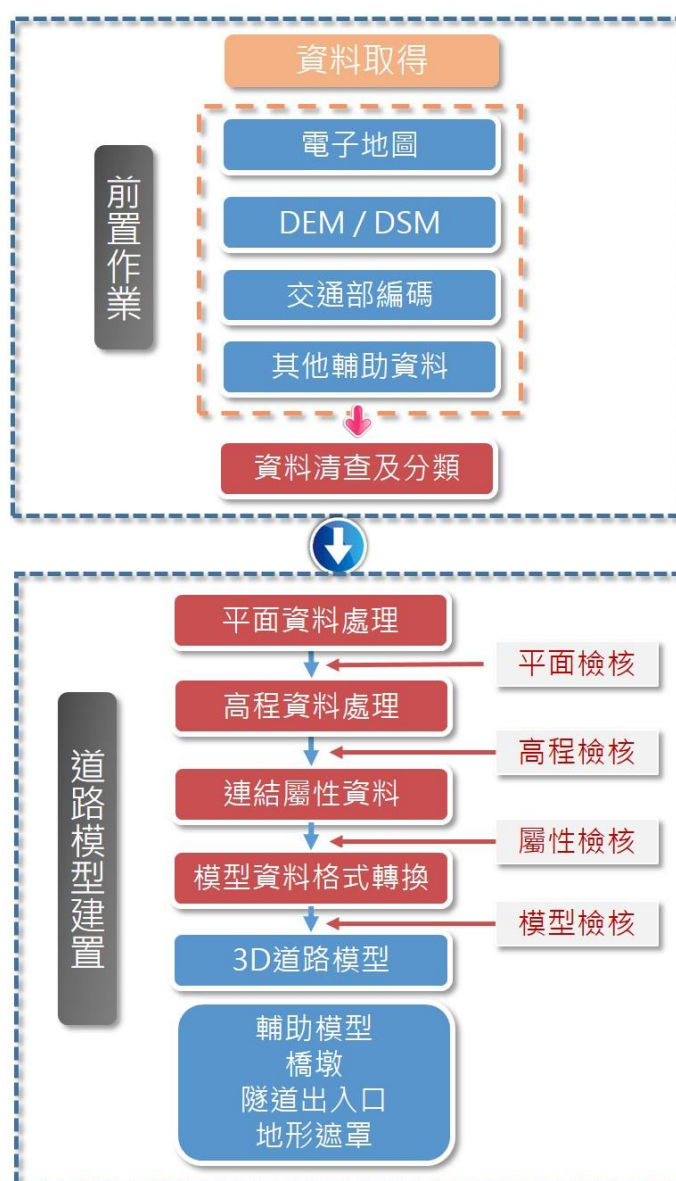 資料取得
前置作業
電子地圖
DEM / DSM
交通部編碼
其他輔助資料
資料清查及分類
道路模型建置
平面資料處理
平面檢核
高程資料處理
高程檢核
連結屬性資料
屬性檢核
模型資料格式轉換
模型檢核
3D道路模型
輔助模型
橋墩
隧道出入口
地形遮罩